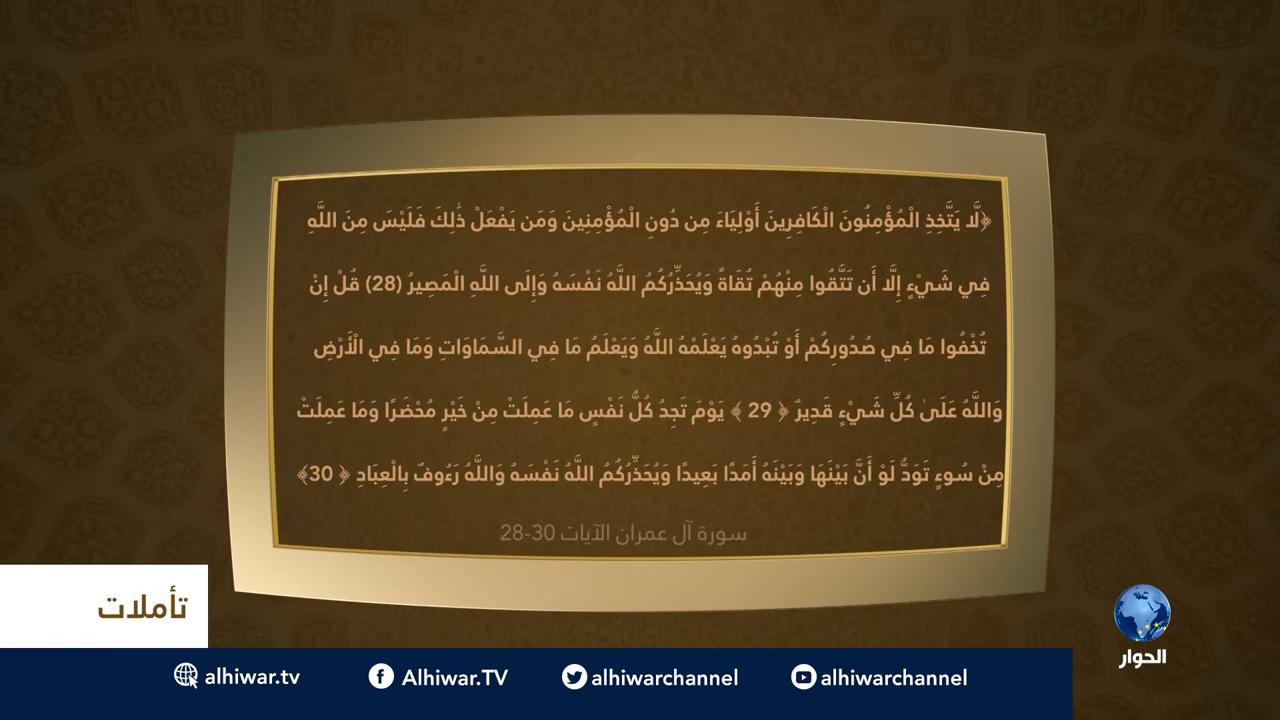 ﴿لَّا يَتَّخِذِ الْمُؤْمِنُونَ الْكَافِرِينَ أَوْلِيَاءَ مِن دُونِ الْمُؤْمِنِينَ وَمَن يَفْعَلْ ذَٰلِكَ فَلَيْسَ مِنَ اللَّهِ
فِي شَيْءٍ إِلَّا أَن تَتَّقُوا مِنْهُمْ تُقَاةً وَيُحَذِّرُكُمُ اللَّهُ نَفْسَهُ وَإِلَى اللَّهِ الْمَصِيرُ (28) قُلْ إِنْ
تُخْفُوا مَا فِي صُدُورِكُمْ أَوْ تُبْدُوهُ يَعْلَمْهُ اللَّهُ وَيَعْلَمُ مَا فِي السَّمَاوَاتِ وَمَا فِي الْأَرْضِ
وَاللَّهُ عَلَىٰ كُلِّ شَيْءٍ قَدِيرٌ ﴿ 29 ﴾ يَوْمَ تَجِدُ كُلُّ نَفْسٍ مَا عَمِلَتْ مِنْ خَيْرٍ مُحْضَرًا وَمَا عَمِلَتْ
مِنْ سُوءٍ تَوَدُّ لَوْ أَنَّ بَيْنَهَا وَبَيْنَهُ أَمَدًا بَعِيدًا وَيُحَذِّرُكُمُ اللَّهُ نَفْسَهُ وَاللَّهُ رَءُوفٌ بِالْعِبَادِ ﴿ 30﴾
سورة آل عمران الآيات 30-28
تأملات
الحوار
alhiwar.tv
Alhiwar.TV
alhiwarchannel
alhiwarchannel